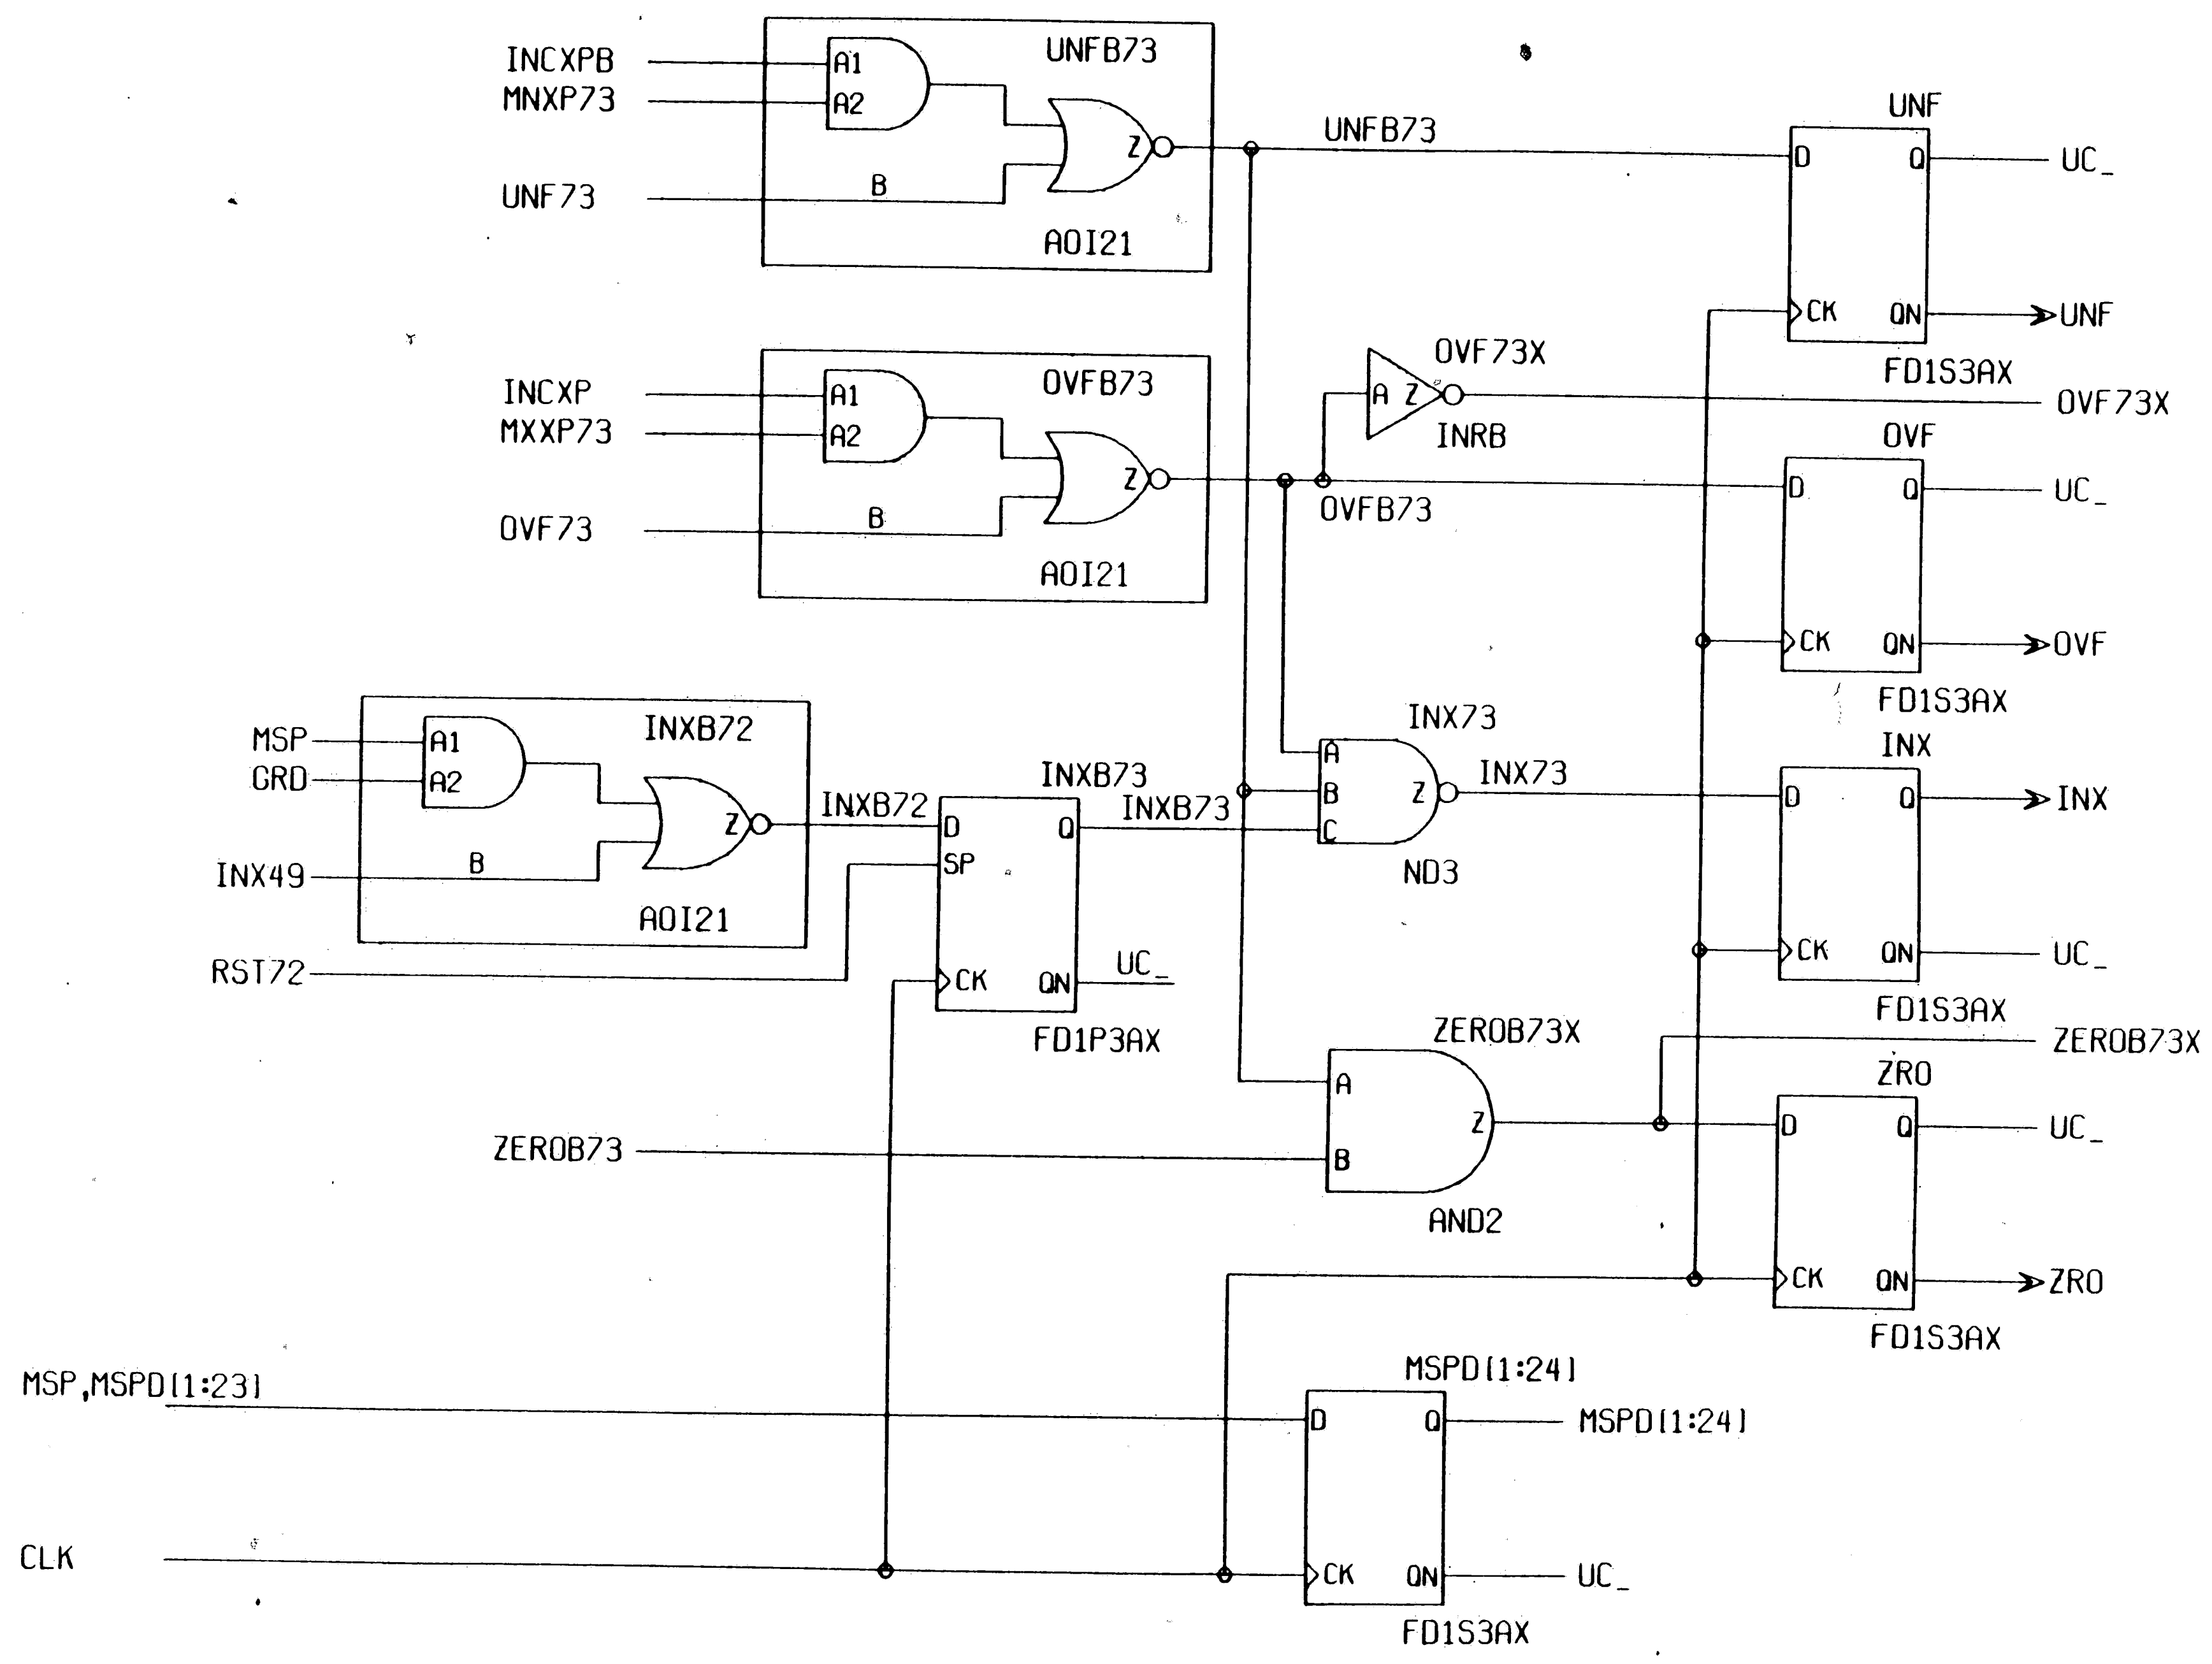 INCXPB
MNXP73
UNF73
A1
A2
B
UNFB73
Z
AOI21
UNFB73
UNF
D
Q
CK
QN
FD1S3AX
UC_
UNF
INCXP
MXXP73
OVF73
A1
A2
B
OVFB73
Z
AOI21
OVFB73
A Z
OVF73X
INRB
OVF73X
OVF
D
Q
CK
QN
FD1S3AX
UC_
OVF
MSP
GRD
INX49
RST72
A1
A2
B
INXB72
Z
AOI21
INXB72
INXB73
D
Q
SP
CK
QN
FD1P3AX
INXB73
UC_
INX73
A
B
C
Z
ND3
INX73
INX
D
Q
CK
QN
FD1S3AX
INX
UC_
ZEROB73
ZEROB73X
A
B
Z
AND2
ZEROB73X
ZRO
D
Q
CK
QN
FD1S3AX
UC_
ZRO
MSP,MSPD[1:23]
CLK
MSPD[1:24]
D
Q
CK
QN
FD1S3AX
MSPD[1:24]
UC_